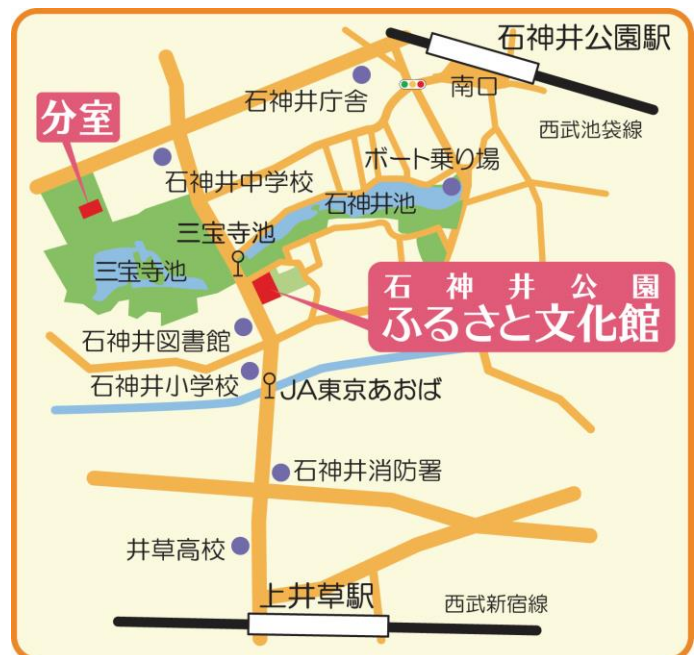 石神井公園駅
南口
西武池袋線
石神井庁舎
分室
石神井中学校
ボート乗り場
石神井池
三宝寺池
三宝寺池
石神井公園
ふるさと文化館
石神井図書館
石神井小学校
JA東京あおば
石神井消防署
井草高校
上井草駅
西武新宿線